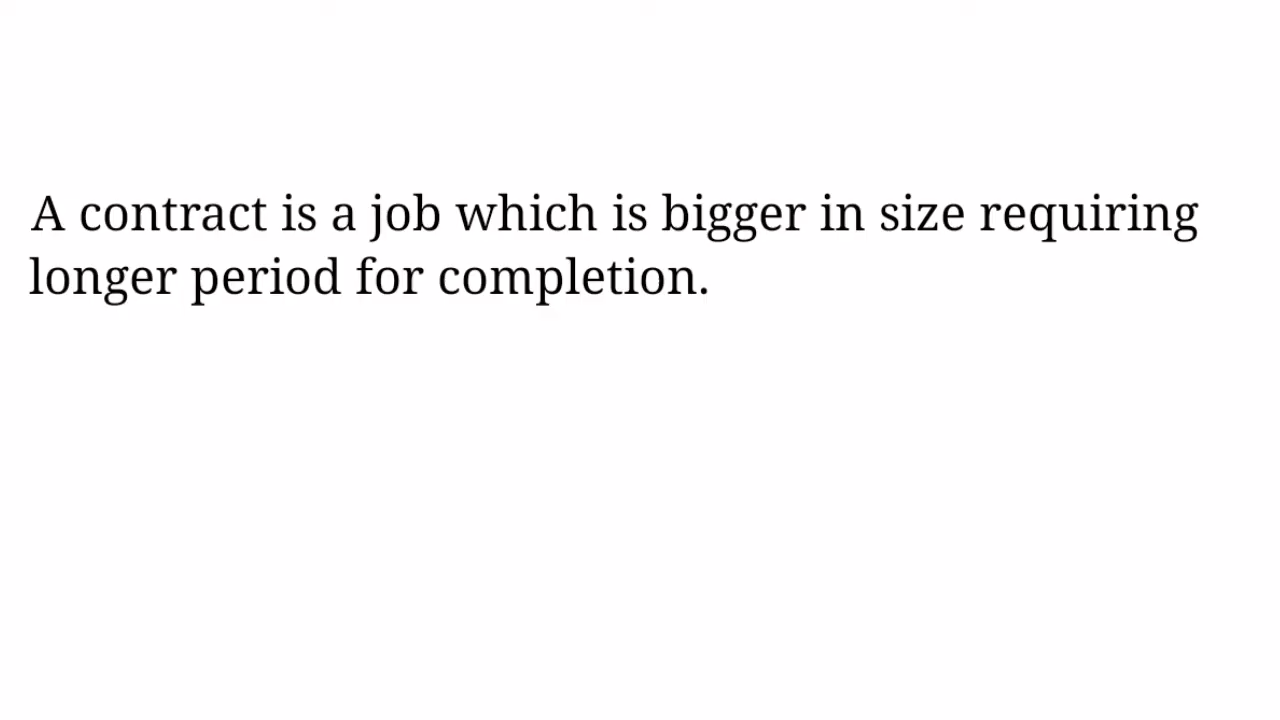 A contract is a job which is bigger in size requiring
longer period for completion.